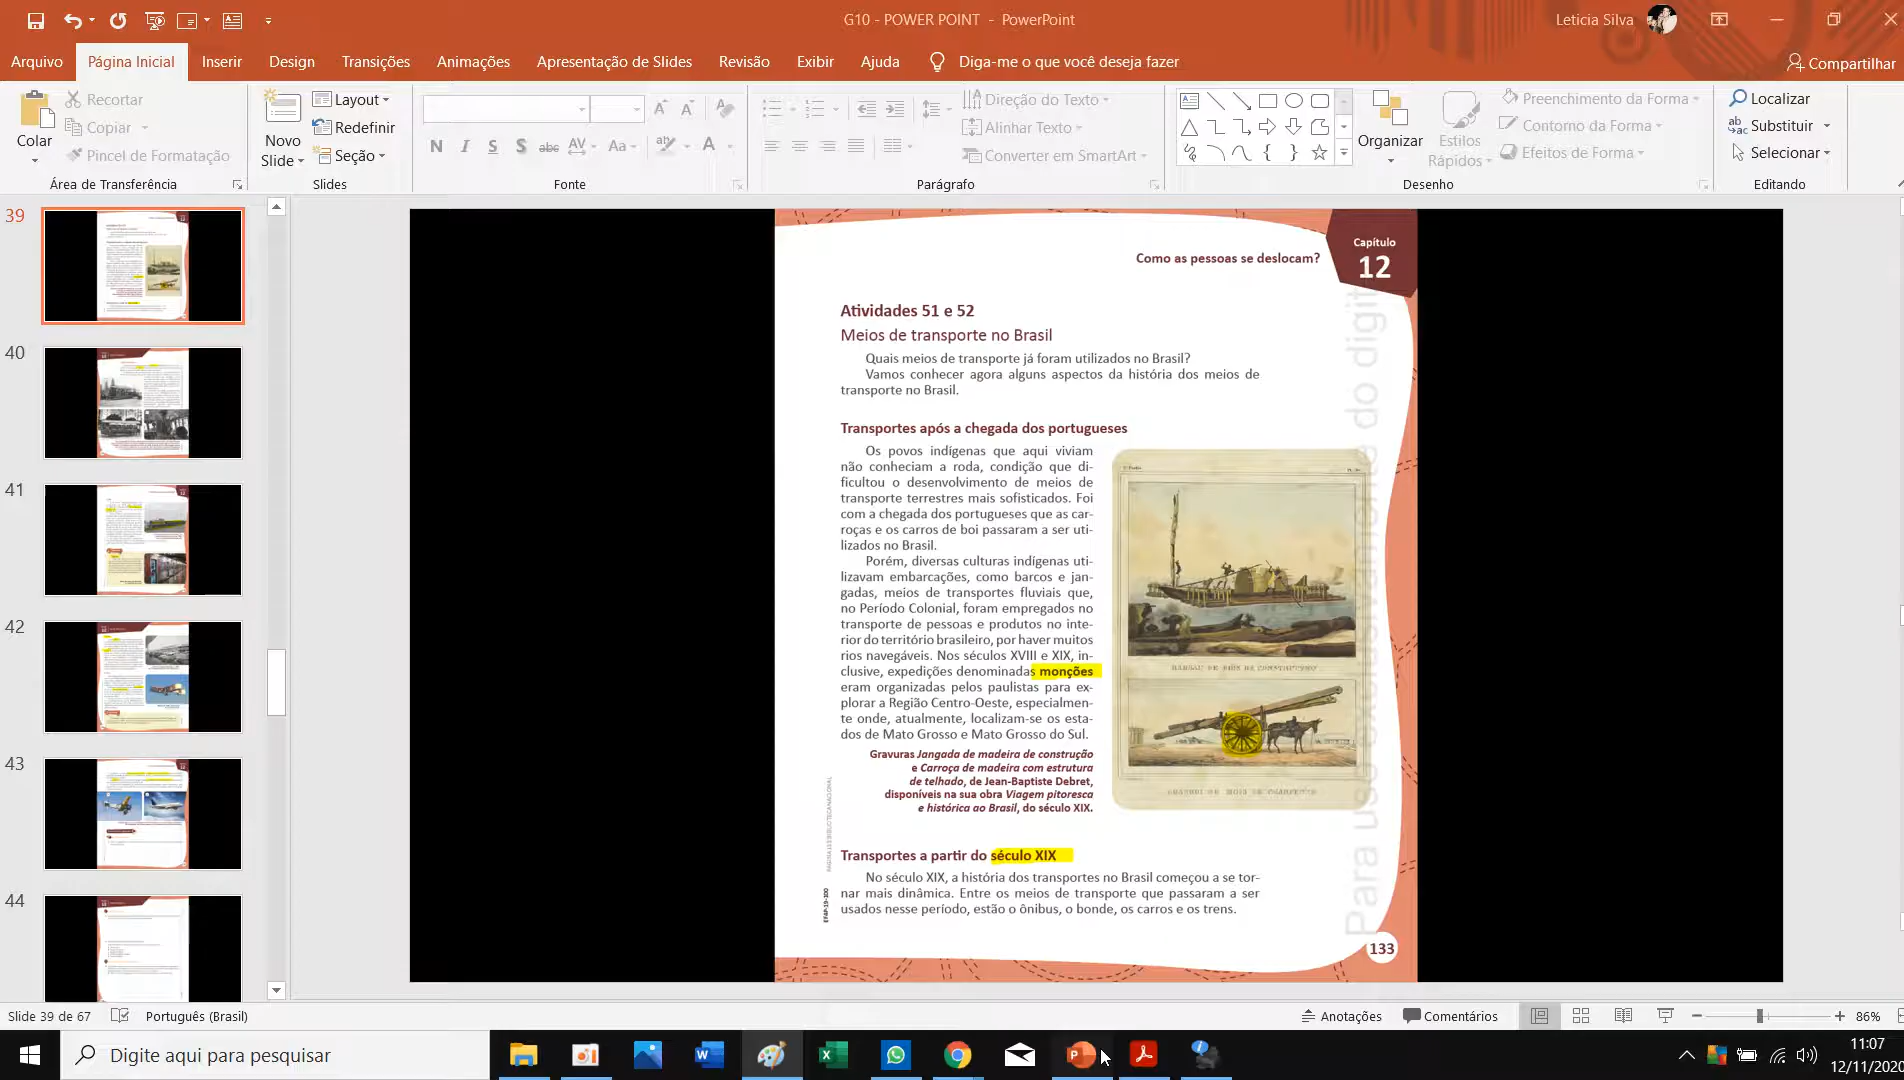 G10 - POWER POINT - PowerPoint
Leticia Silva
Arquivo
Página Inicial
Inserir
Design
Transições
Animações
Apresentação de Slides
Revisão
Exibir
Ajuda
Diga-me o que você deseja fazer
Compartilhar
Colar
Recortar
Copiar
Pincel de Formatação
Área de Transferência
Novo
Slide
Layout
Redefinir
Seção
Slides
N I S S abc AV Aa A
Fonte
Direção do Texto
Alinhar Texto
Converter em SmartArt
Parágrafo
Organizar
Estilos
Rápidos
Preenchimento da Forma
Contorno da Forma
Efeitos de Forma
Desenho
Localizar
Substituir
Selecionar
Editando
39
40
41
42
43
44
Como as pessoas se deslocam?
Capítulo
12
Atividades 51 e 52
Meios de transporte no Brasil
Quais meios de transporte já foram utilizados no Brasil?
Vamos conhecer agora alguns aspectos da história dos meios de
transporte no Brasil.
Transportes após a chegada dos portugueses
Os povos indígenas que aqui viviam
não conheciam a roda, condição que di-
ficultou o desenvolvimento de meios de
transporte terrestres mais sofisticados. Foi
com a chegada dos portugueses que as car-
roças e os carros de boi passaram a ser uti-
lizados no Brasil.
Porém, diversas culturas indígenas uti-
lizavam embarcações, como barcos e jan-
gadas, meios de transportes fluviais que,
no Período Colonial, foram empregados no
transporte de pessoas e produtos no inte-
rior do território brasileiro, por haver muitos
rios navegáveis. Nos séculos XVIII e XIX, in-
clusive, expedições denominadas monções
eram organizadas pelos paulistas para ex-
plorar a Região Centro-Oeste, especialmen-
te onde, atualmente, localizam-se os esta-
dos de Mato Grosso e Mato Grosso do Sul.
Gravuras Jangada de madeira de construção
e Carroça de madeira com estrutura
de telhado, de Jean-Baptiste Debret,
disponíveis na sua obra Viagem pitoresca
e histórica ao Brasil, do século XIX.
Transportes a partir do século XIX
No século XIX, a história dos transportes no Brasil começou a se tor-
nar mais dinâmica. Entre os meios de transporte que passaram a ser
usados nesse período, estão o ônibus, o bonde, os carros e os trens.
EF4P-19-100
133
Slide 39 de 67
Português (Brasil)
Anotações
Comentários
86%
Digite aqui para pesquisar
11:07
12/11/2020